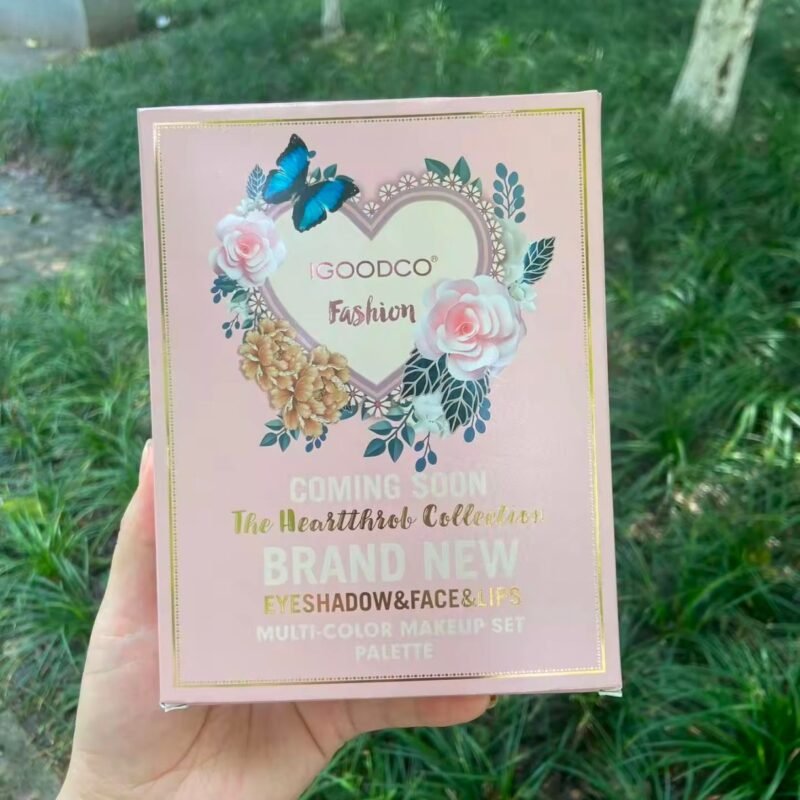 IGOODCO®
Fashion
COMING SOON
The Heartthrob Collection
BRAND NEW
EYESHADOW&FACE&LIPS
MULTI-COLOR MAKEUP SET
PALETTE